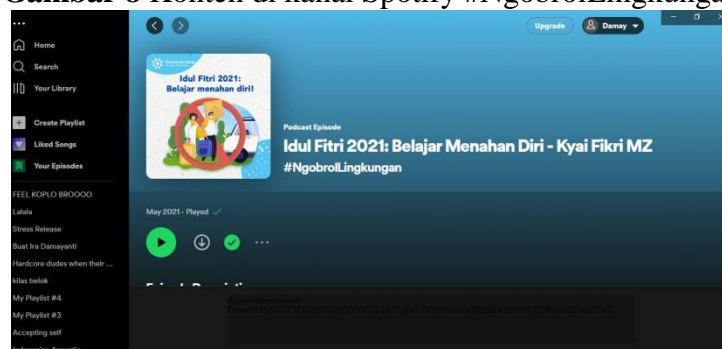 Gambar 8 Konten di kanal Spotify #NgobrolLingkunga
Home
Search
Your Library
Create Playlist
Liked Songs
Your Episodes
FEEL KOPLO BROOOO
Lalala
Stress Release
Buat Ira Damayanti
Hardcore dudes when their ...
kilas belok
My Playlist #4
My Playlist #3
Accepting self
Upgrade
Damay
Idul Fitri 2021:
Belajar menahan diri!
Podcast Episode
Idul Fitri 2021: Belajar Menahan Diri - Kyai Fikri MZ
#NgobrolLingkungan
May 2021 · Played